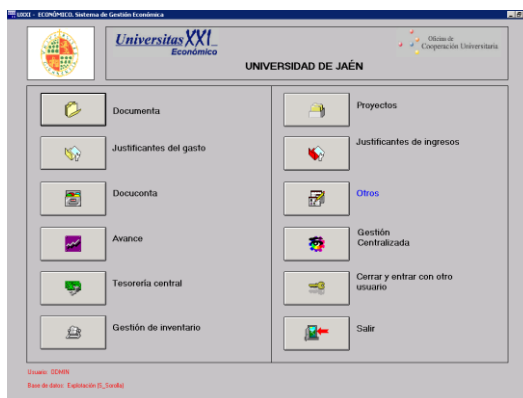 UXXI - ECONÓMICO. Sistema de Gestión Económica
Universitas XXI
Económico
Oficina de
Cooperación Universitaria
UNIVERSIDAD DE JAÉN
Documenta
Proyectos
Justificantes del gasto
Justificantes de ingresos
Docuconta
Otros
Avance
Gestión
Centralizada
Tesorería central
Cerrar y entrar con otro
usuario
Gestión de inventario
Salir
Usuario: SDMIN
Base de datos: Explotación (S_Sorolla)